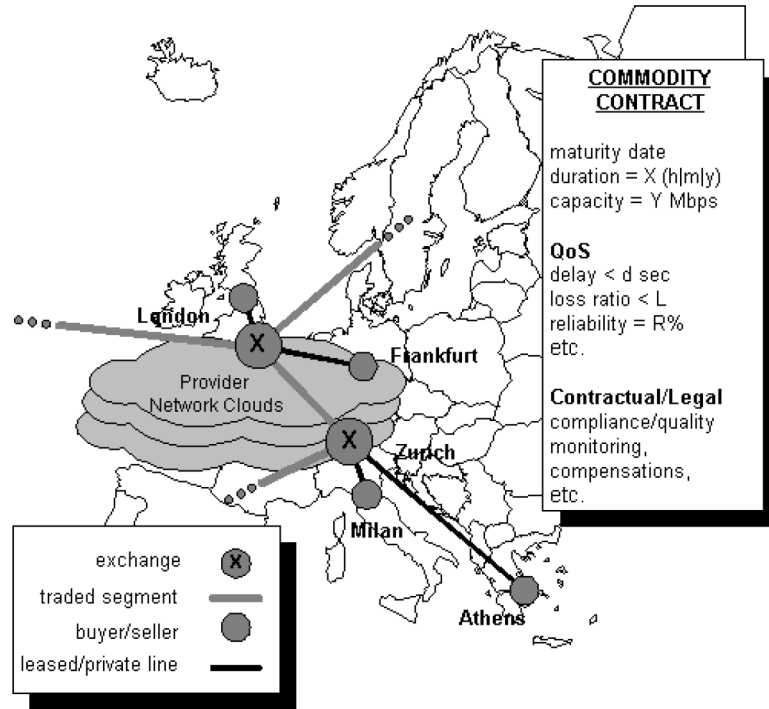 COMMODITY
CONTRACT
maturity date
duration = X (h|m|y)
capacity = Y Mbps
QoS
delay < d sec
loss ratio < L
reliability = R%
etc.
Contractual/Legal
compliance/quality
monitoring,
compensations,
etc.
London
X
Frankfurt
Provider
Network Clouds
X
Zurich
Milan
Athens
exchange X
traded segment
buyer/seller
leased/private line